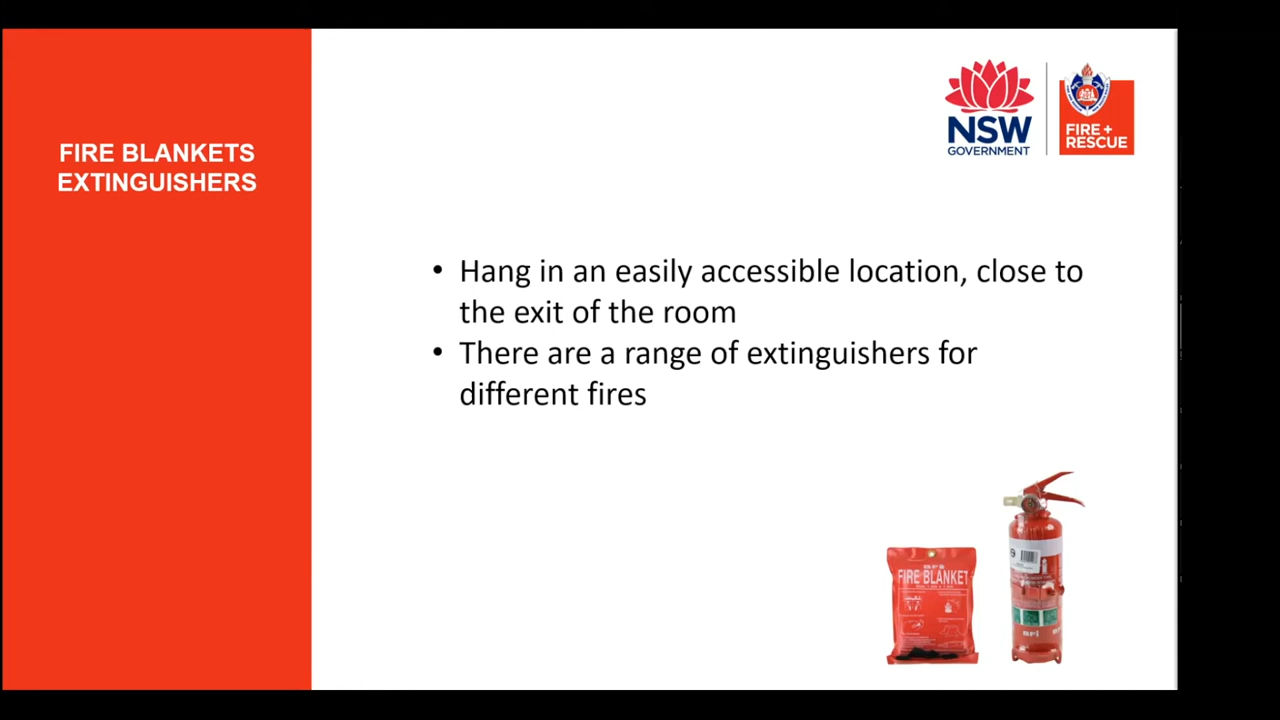 FIRE BLANKETS
EXTINGUISHERS
NSW
GOVERNMENT
FIRE+
RESCUE
• Hang in an easily accessible location, close to
the exit of the room
• There are a range of extinguishers for
different fires
FIRE BLANKET